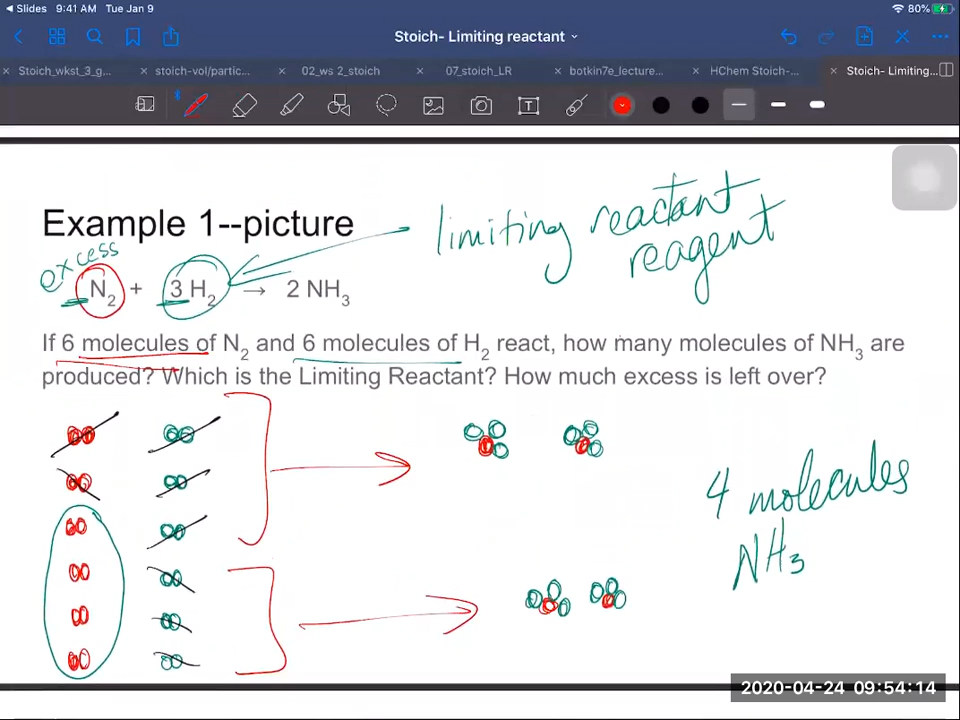 Slides 9:41 AM Tue Jan 9 80%
Stoich- Limiting reactant
Stoich_wkst_3_g... stoich-vol/partic... 02_ws 2_stoich 07_stoich_LR botkin7e_lecture... HChem Stoich-... Stoich- Limiting...
T
Example 1--picture
limiting reactant
reagent
excess
N2 + 3 H2 → 2 NH3
If 6 molecules of N2 and 6 molecules of H2 react, how many molecules of NH3 are
produced? Which is the Limiting Reactant? How much excess is left over?
4 molecules
NH3
2020-04-24 09:54:14